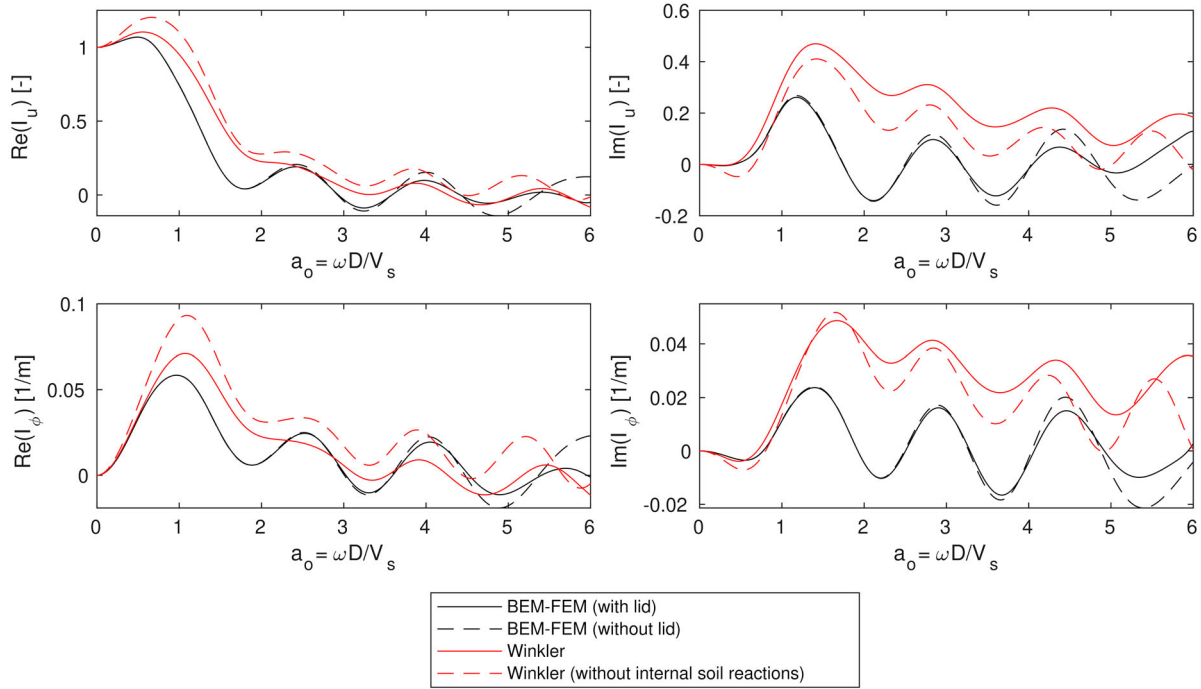 Re(I_u) [-]
1
0.5
0
0 1 2 3 4 5 6
a_o = ωD/V_s
Im(I_u) [-]
0.6
0.4
0.2
0
-0.2
0 1 2 3 4 5 6
a_o = ωD/V_s
Re(I_ϕ) [1/m]
0.1
0.05
0
0 1 2 3 4 5 6
a_o = ωD/V_s
Im(I_ϕ) [1/m]
0.04
0.02
0
-0.02
0 1 2 3 4 5 6
a_o = ωD/V_s
BEM-FEM (with lid)
BEM-FEM (without lid)
Winkler
Winkler (without internal soil reactions)